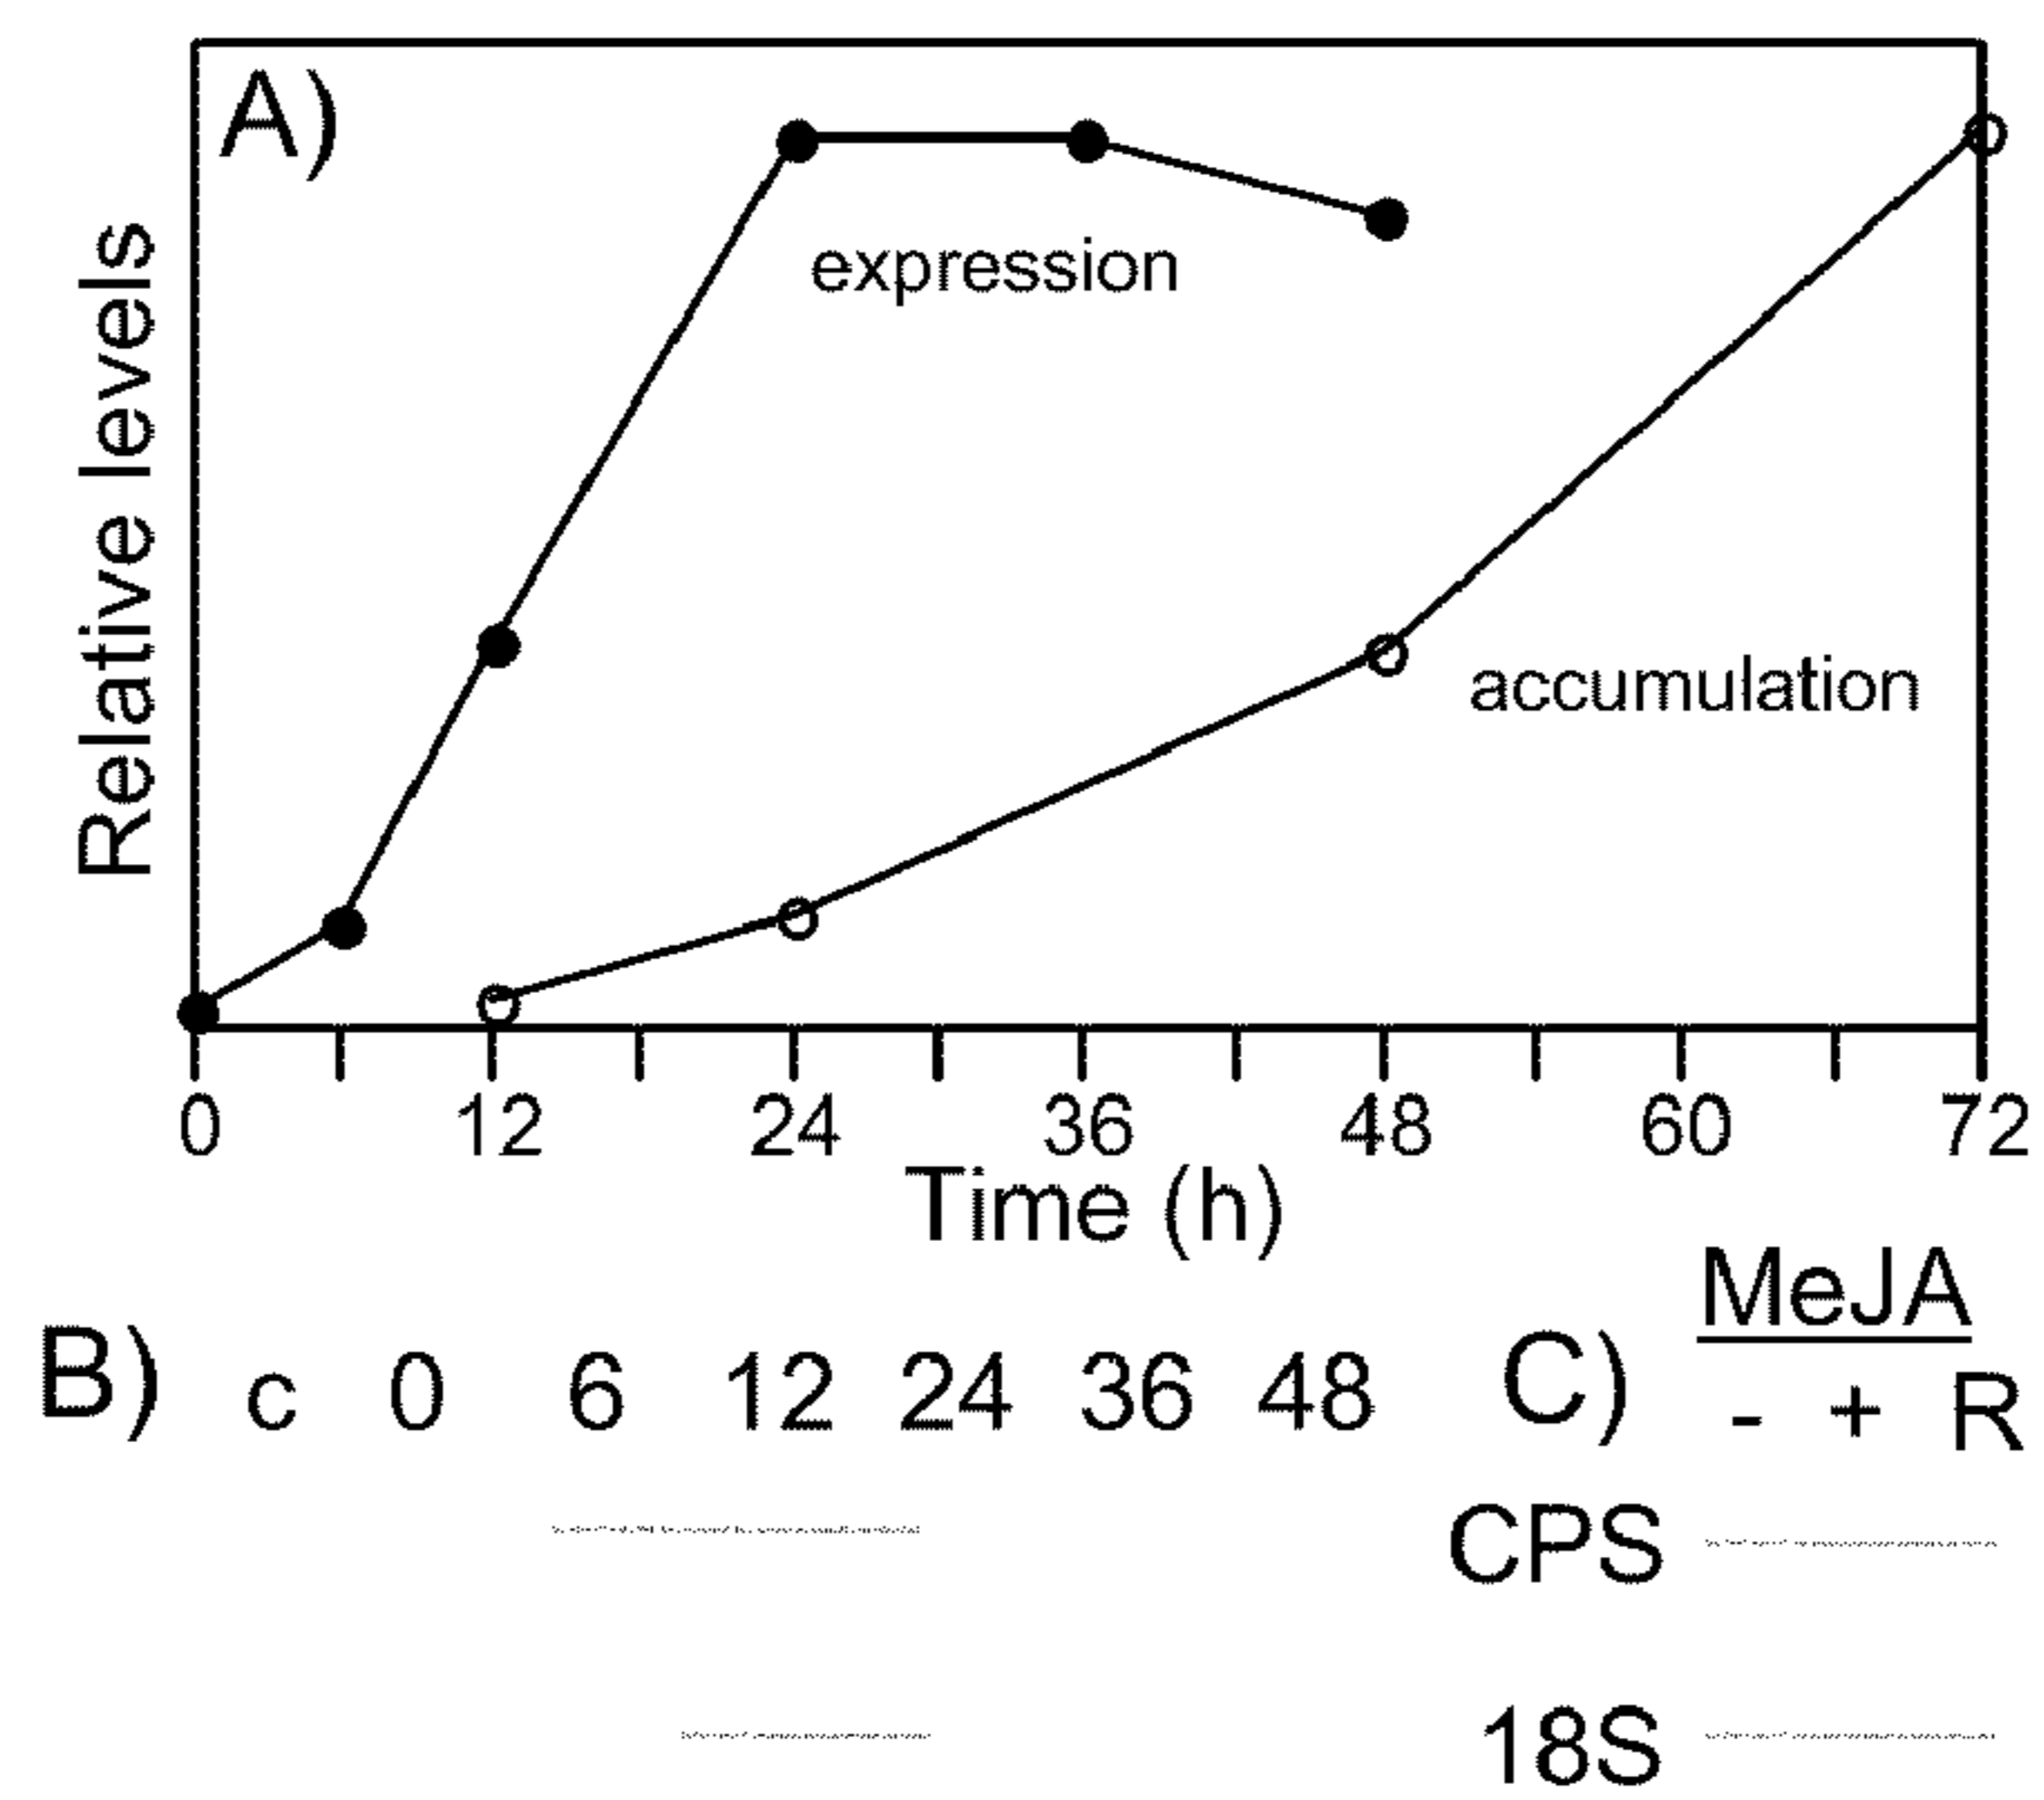 A)
Relative levels
expression
accumulation
0 12 24 36 48 60 72
Time (h)
B) c 0 6 12 24 36 48
C) MeJA
- + R
CPS
18S